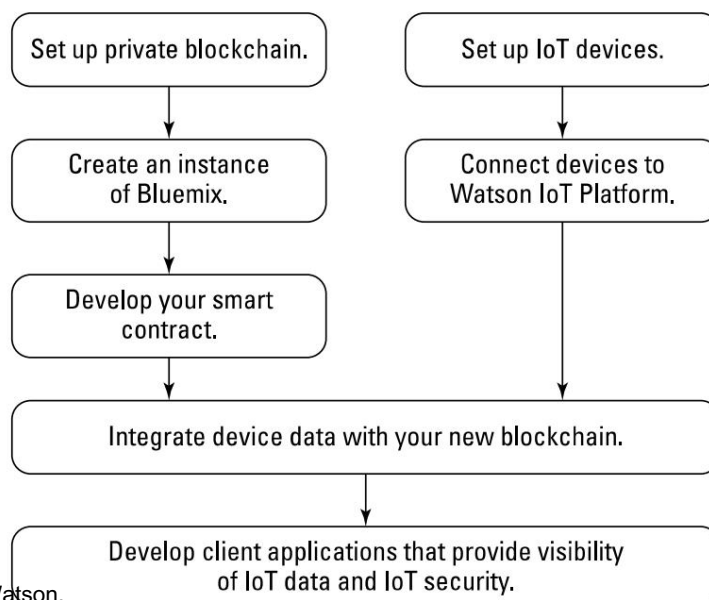 Set up private blockchain.
Set up IoT devices.
Create an instance
of Bluemix.
Connect devices to
Watson IoT Platform.
Develop your smart
contract.
Integrate device data with your new blockchain.
Develop client applications that provide visibility
of IoT data and IoT security.
Watson.